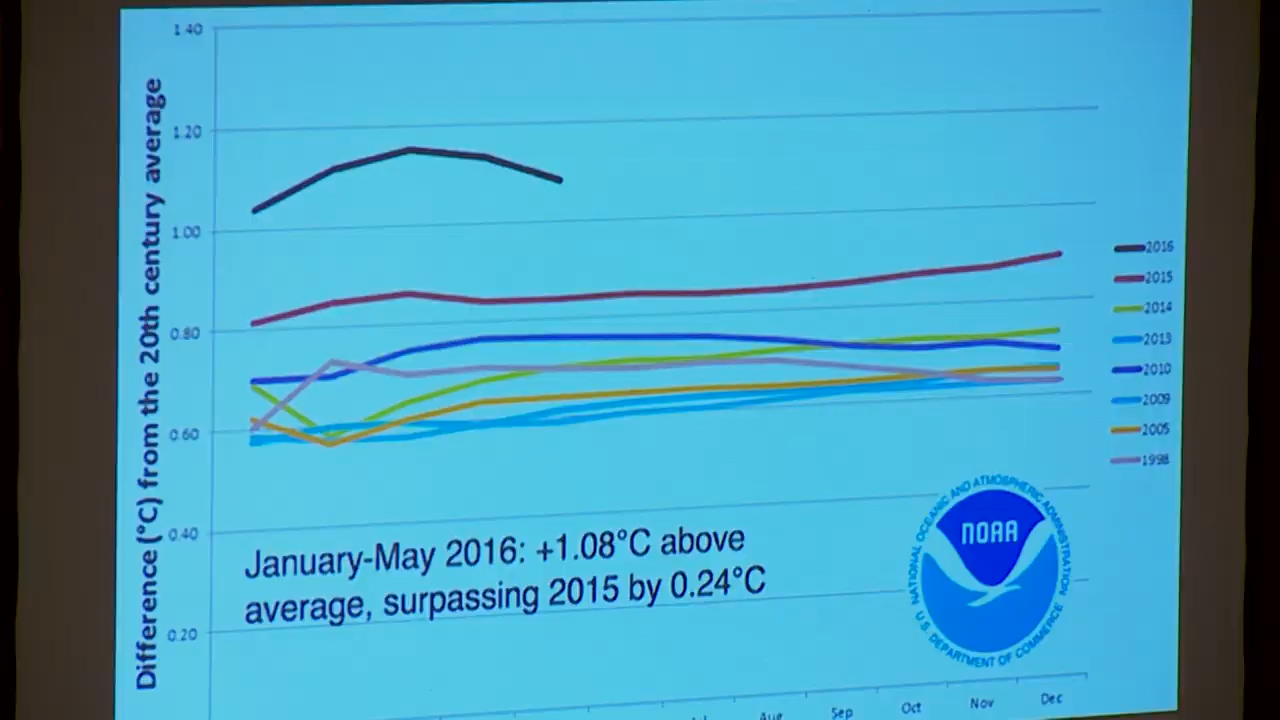 Difference (°C) from the 20th century average
1.40
1.20
1.00
0.80
0.60
0.40
0.20
2016
2015
2014
2013
2010
2009
2005
1998
January-May 2016: +1.08°C above
average, surpassing 2015 by 0.24°C
NATIONAL OCEANIC AND ATMOSPHERIC ADMINISTRATION
NOAA
U.S. DEPARTMENT OF COMMERCE
Aug Sep Oct Nov Dec